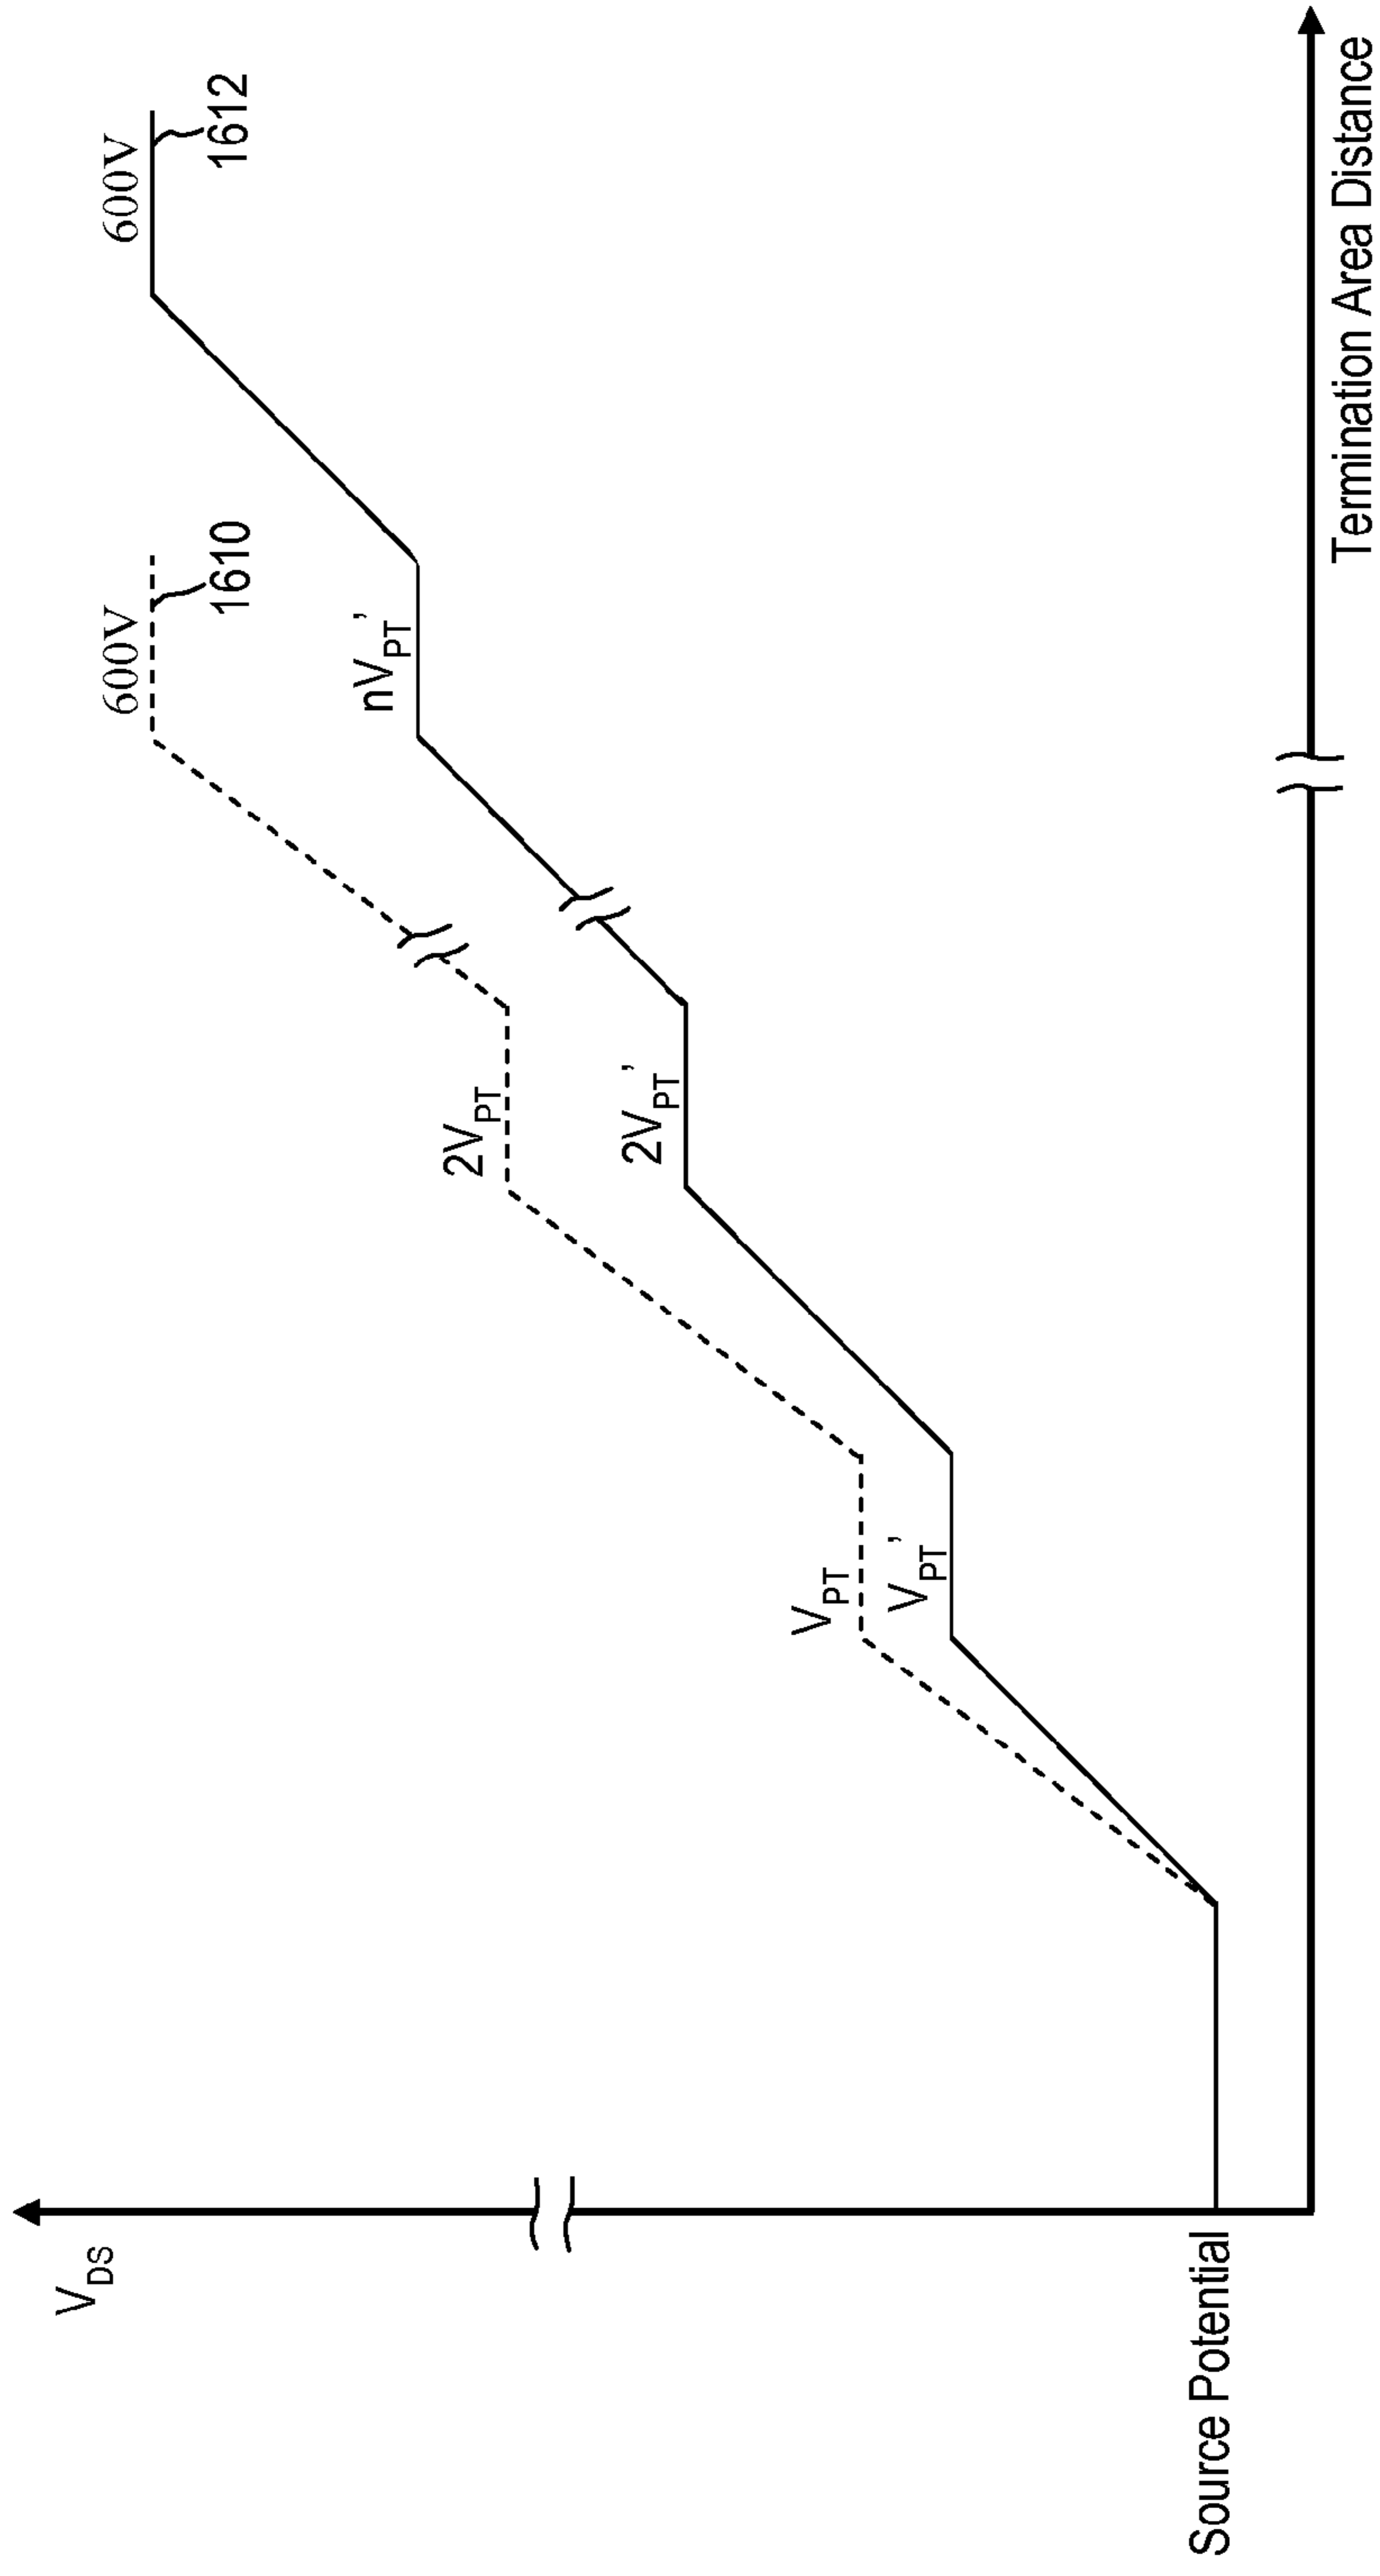 V_DS
600V
1610
600V
1612
2V_PT
nV_PT'
V_PT
2V_PT'
V_PT'
Source Potential
Termination Area Distance